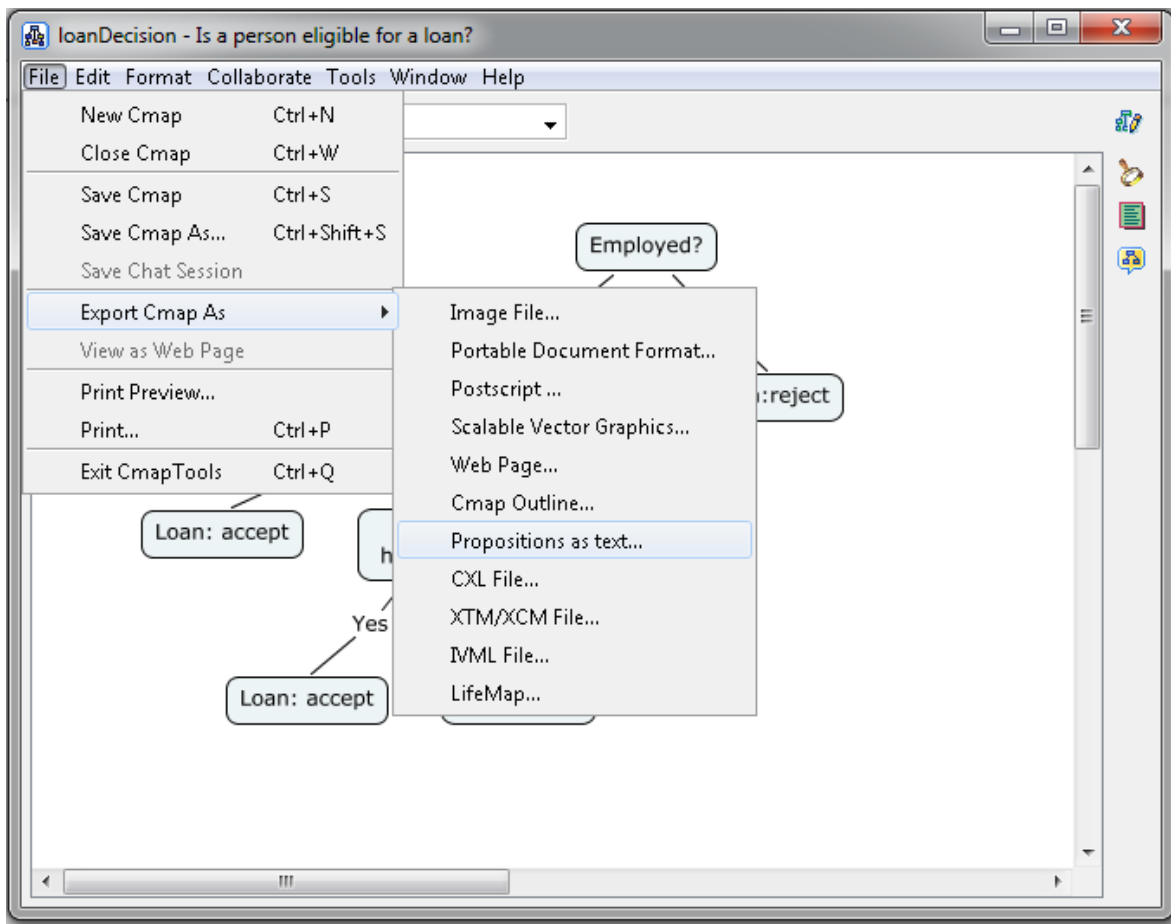 loanDecision - Is a person eligible for a loan?
File Edit Format Collaborate Tools Window Help
New Cmap Ctrl+N
Close Cmap Ctrl+W
Save Cmap Ctrl+S
Save Cmap As... Ctrl+Shift+S
Save Chat Session
Export Cmap As
View as Web Page
Print Preview...
Print... Ctrl+P
Exit CmapTools Ctrl+Q
Image File...
Portable Document Format...
Postscript ...
Scalable Vector Graphics...
Web Page...
Cmap Outline...
Propositions as text...
CXL File...
XTM/XCM File...
IVML File...
LifeMap...
Employed?
:reject
Loan: accept
h
Yes
Loan: accept